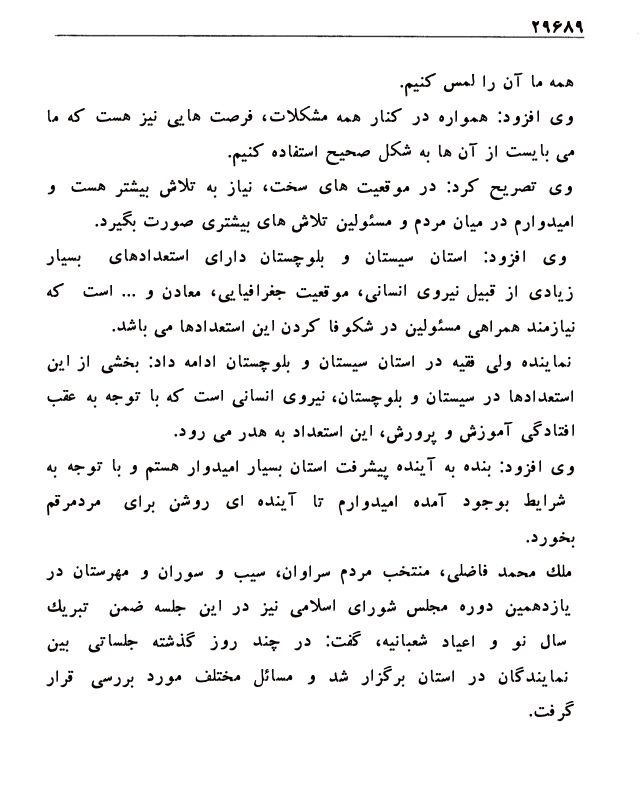 ۲۹۶۸۹
همه ما آن را لمس کنیم.
وی افزود: همواره در کنار همه مشکلات، فرصت هایی نیز هست که ما
می بایست از آن ها به شکل صحیح استفاده کنیم.
وی تصریح کرد: در موقعیت های سخت، نیاز به تلاش بیشتر هست و
امیدوارم در میان مردم و مسئولین تلاش های بیشتری صورت بگیرد.
وی افزود: استان سیستان و بلوچستان دارای استعدادهای بسیار
زیادی از قبیل نیروی انسانی، موقعیت جغرافیایی، معادن و ... است که
نیازمند همراهی مسئولین در شکوفا کردن این استعدادها می باشد.
نماینده ولی فقیه در استان سیستان و بلوچستان ادامه داد: بخشی از این
استعدادها در سیستان و بلوچستان، نیروی انسانی است که با توجه به عقب
افتادگی آموزش و پرورش، این استعداد به هدر می رود.
وی افزود: بنده به آینده پیشرفت استان بسیار امیدوار هستم و با توجه به
شرایط بوجود آمده امیدوارم تا آینده ای روشن برای مردمرقم
بخورد.
ملك محمد فاضلی، منتخب مردم سراوان، سیب و سوران و مهرستان در
یازدهمین دوره مجلس شورای اسلامی نیز در این جلسه ضمن تبریك
سال نو و اعیاد شعبانیه، گفت: در چند روز گذشته جلساتی بین
نمایندگان در استان برگزار شد و مسائل مختلف مورد بررسی قرار
گرفت.